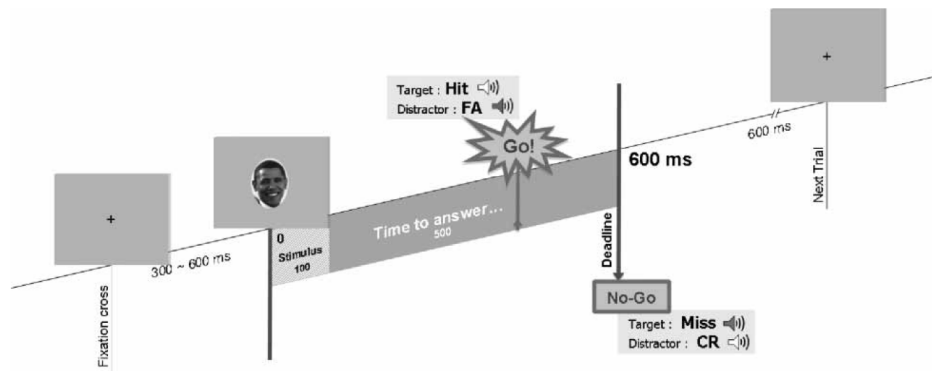 +
Fixation cross
300 ~ 600 ms
0
Stimulus
100
Time to answer...
500
Target : Hit
Distractor : FA
Go!
600 ms
Deadline
No-Go
Target : Miss
Distractor : CR
600 ms
//
+
Next Trial